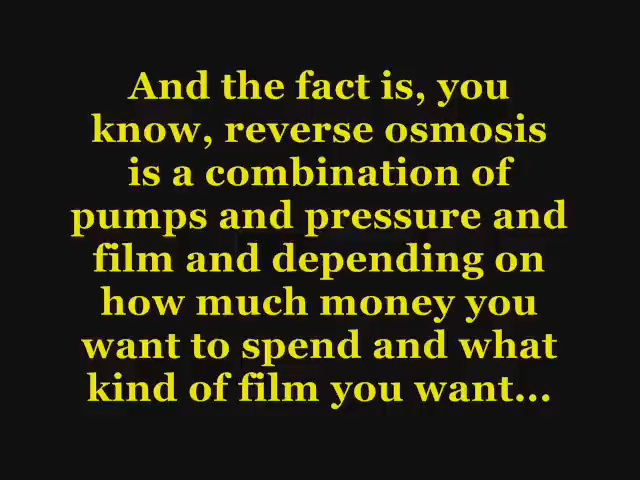 And the fact is, you
know, reverse osmosis
is a combination of
pumps and pressure and
film and depending on
how much money you
want to spend and what
kind of film you want...